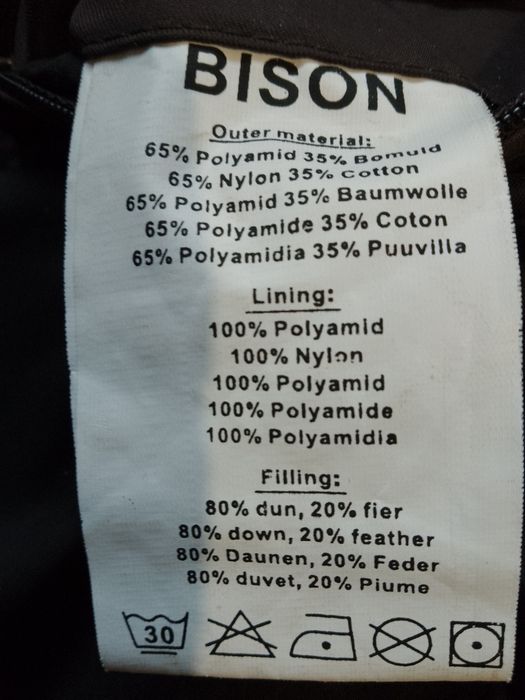 BISON
Outer material:
65% Polyamid 35% Bomuld
65% Nylon 35% Cotton
65% Polyamid 35% Baumwolle
65% Polyamide 35% Coton
65% Polyamidia 35% Puuvilla
Lining:
100% Polyamid
100% Nylon
100% Polyamid
100% Polyamide
100% Polyamidia
Filling:
80% dun, 20% fier
80% down, 20% feather
80% Daunen, 20% Feder
80% duvet, 20% Piume
30